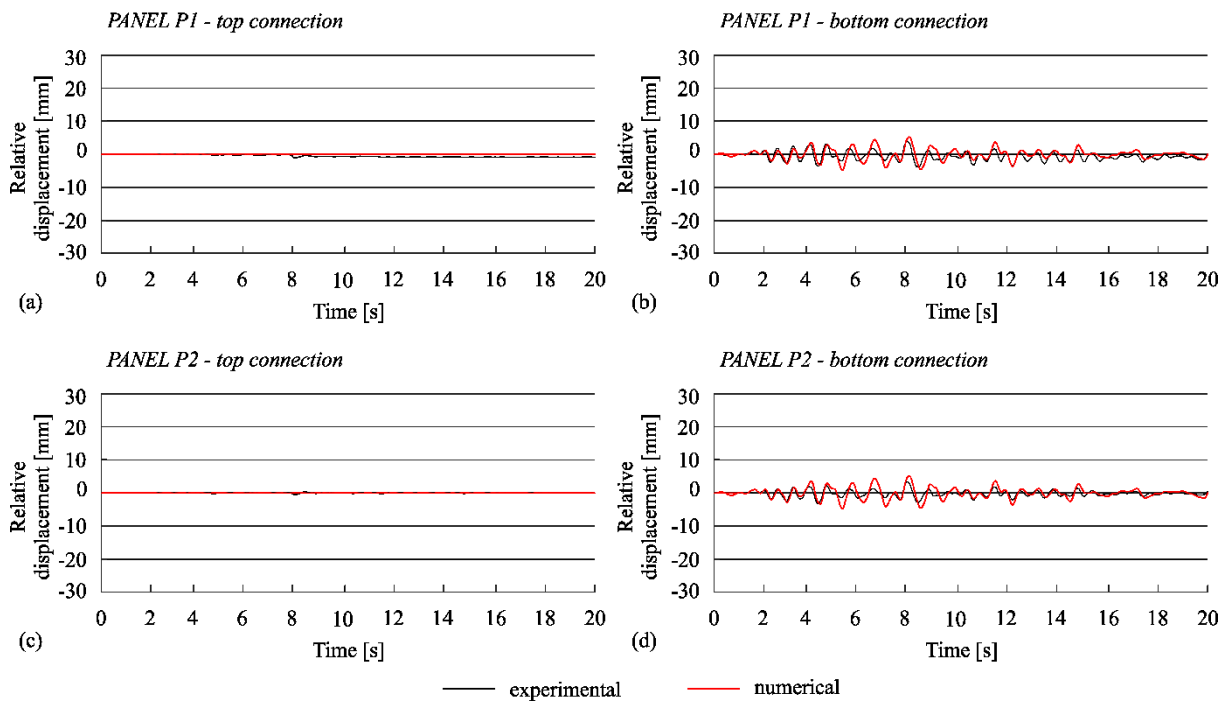 PANEL P1 - top connection
30
20
10
0
-10
-20
-30
Relative
displacement [mm]
0 2 4 6 8 10 12 14 16 18 20
Time [s]
(a)
PANEL P1 - bottom connection
30
20
10
0
-10
-20
-30
Relative
displacement [mm]
0 2 4 6 8 10 12 14 16 18 20
Time [s]
(b)
PANEL P2 - top connection
30
20
10
0
-10
-20
-30
Relative
displacement [mm]
0 2 4 6 8 10 12 14 16 18 20
Time [s]
(c)
PANEL P2 - bottom connection
30
20
10
0
-10
-20
-30
Relative
displacement [mm]
0 2 4 6 8 10 12 14 16 18 20
Time [s]
(d)
experimental numerical